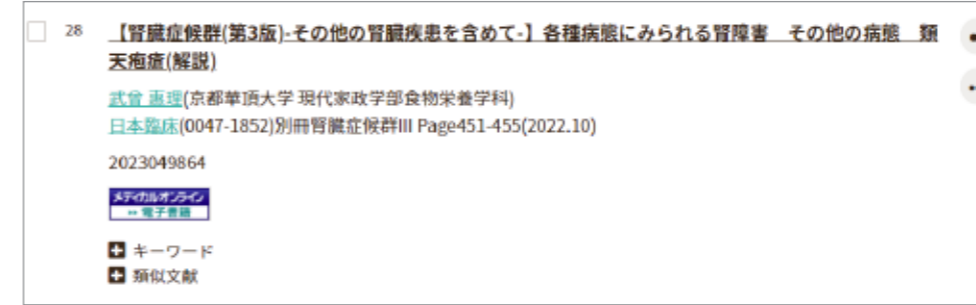 28 【腎臓症候群(第3版)-その他の腎臓疾患を含めて-】各種病態にみられる腎障害 その他の病態 類
天疱瘡(解説)
武曾 惠理(京都華頂大学 現代家政学部食物栄養学科)
日本臨床(0047-1852)別冊腎臓症候群III Page451-455(2022.10)
2023049864
メディカルオンライン
電子書籍
キーワード
類似文献